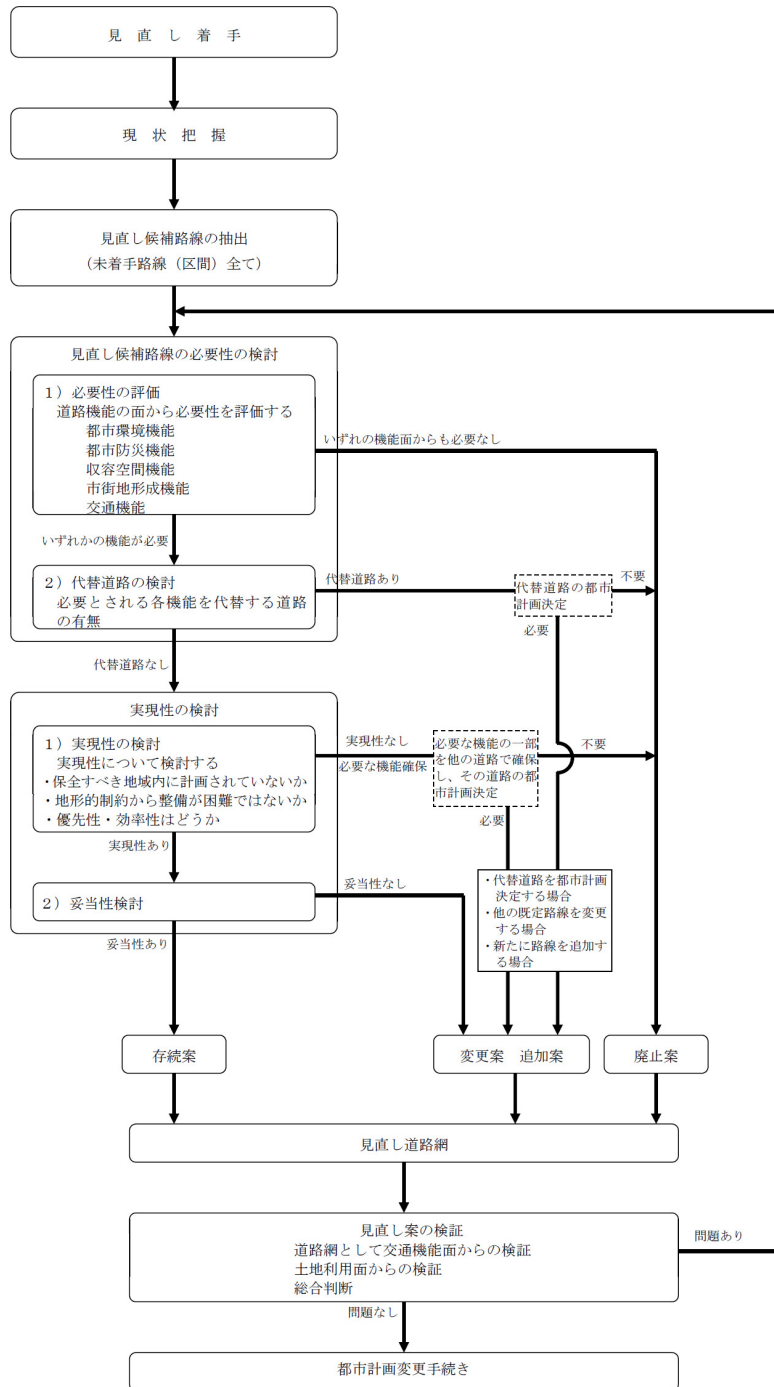 見 直 し 着 手
現 状 把 握
見直し候補路線の抽出
（未着手路線（区間）全て）
見直し候補路線の必要性の検討
１）必要性の評価
道路機能の面から必要性を評価する
都市環境機能
都市防災機能
収容空間機能
市街地形成機能
交通機能
いずれの機能面からも必要なし
いずれかの機能が必要
２）代替道路の検討
必要とされる各機能を代替する道路
の有無
代替道路あり
代替道路の都市
計画決定
不要
必要
代替道路なし
実現性の検討
１）実現性の検討
実現性について検討する
・保全すべき地域内に計画されていないか
・地形的制約から整備が困難ではないか
・優先性・効率性はどうか
実現性なし
必要な機能確保
必要な機能の一部
を他の道路で確保
し、その道路の都
市計画決定
不要
必要
実現性あり
２）妥当性検討
妥当性なし
・代替道路を都市計画
決定する場合
・他の既定路線を変更
する場合
・新たに路線を追加す
る場合
妥当性あり
存続案
変更案 追加案
廃止案
見直し道路網
見直し案の検証
道路網として交通機能面からの検証
土地利用面からの検証
総合判断
問題あり
問題なし
都市計画変更手続き